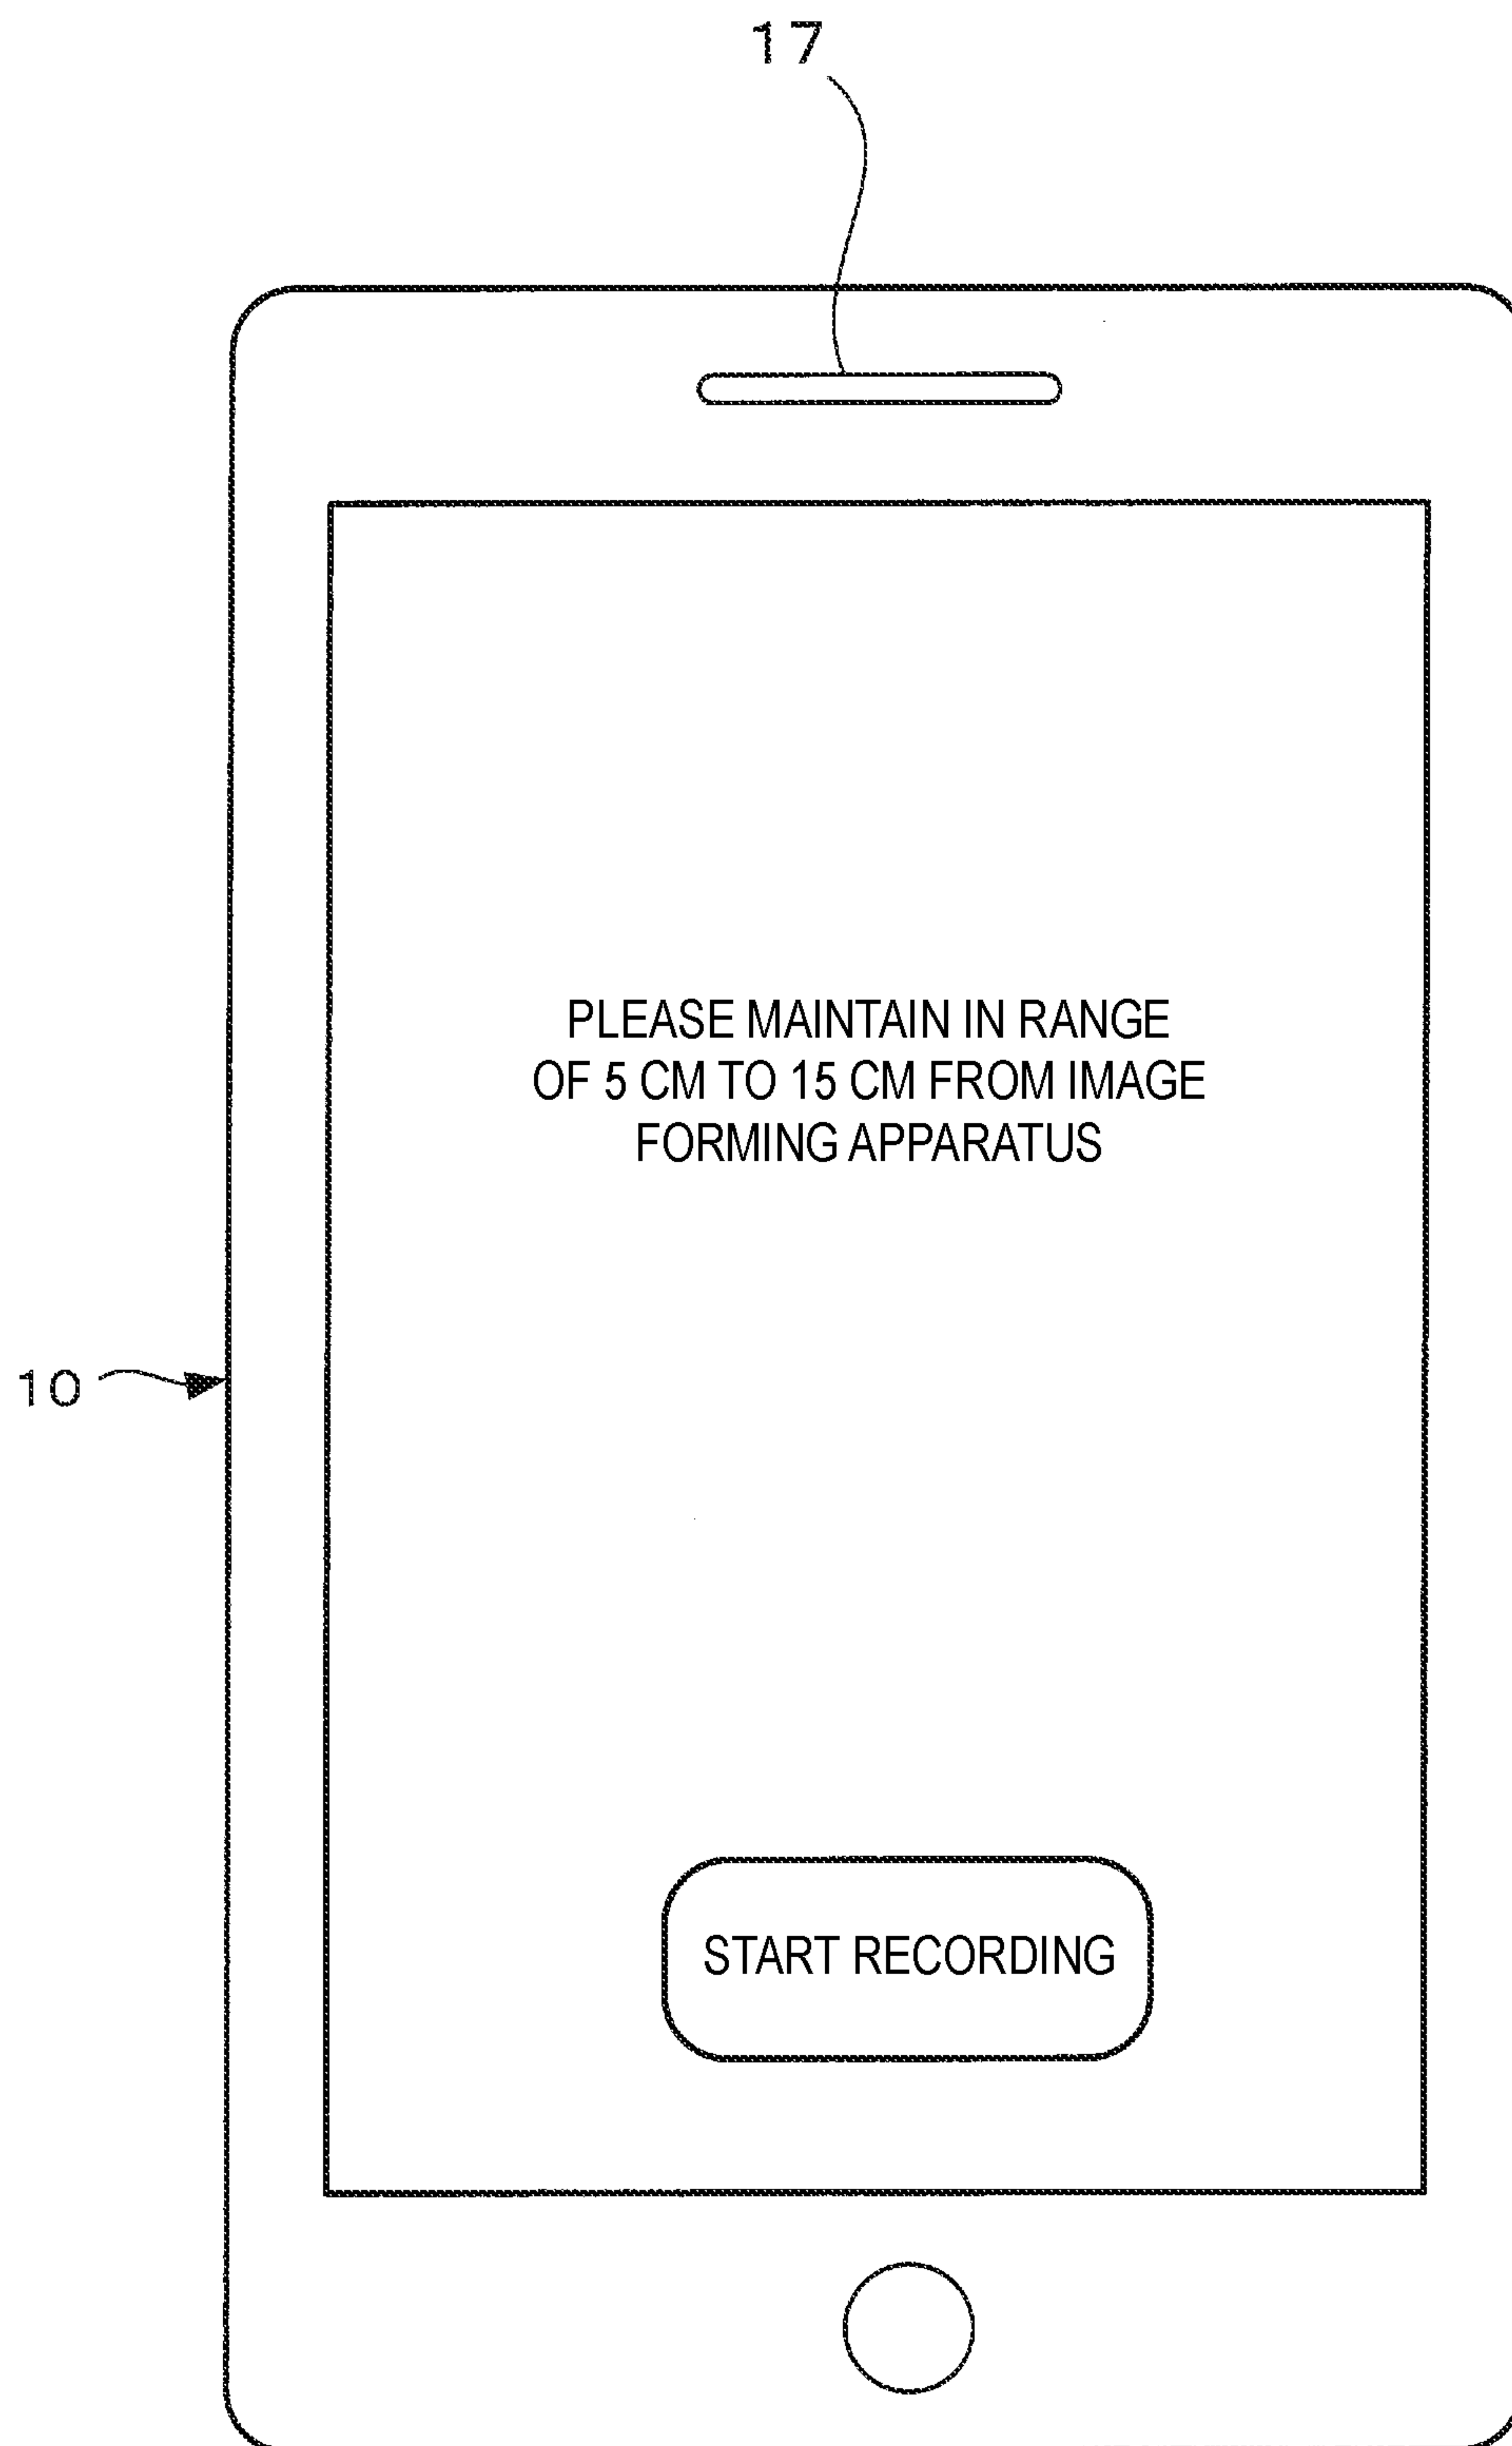 17
PLEASE MAINTAIN IN RANGE
OF 5 CM TO 15 CM FROM IMAGE
FORMING APPARATUS
10
START RECORDING